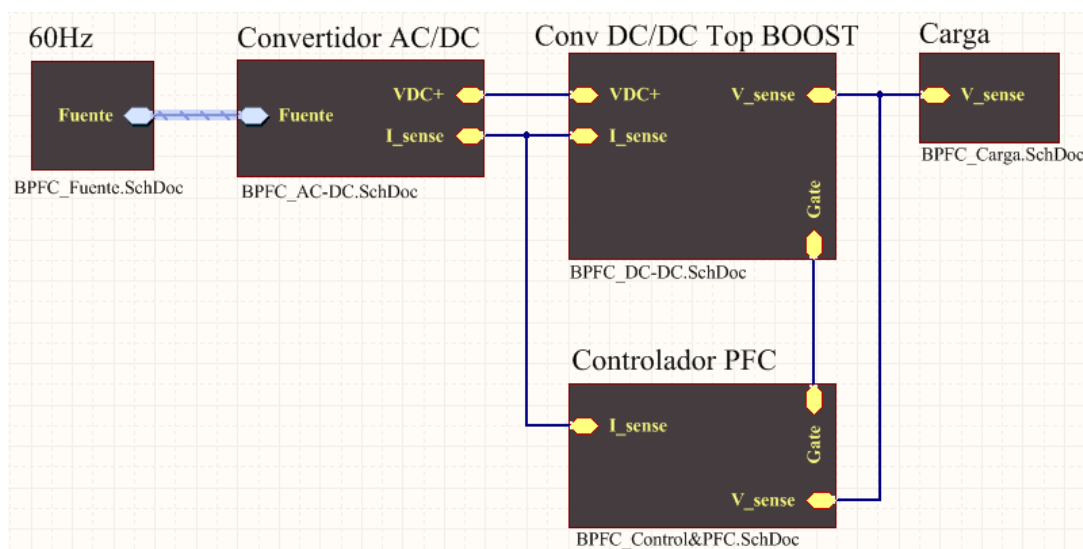 60Hz
Fuente
BPFC_Fuente.SchDoc
Convertidor AC/DC
Fuente
VDC+
I_sense
BPFC_AC-DC.SchDoc
Conv DC/DC Top BOOST
VDC+
I_sense
V_sense
Gate
BPFC_DC-DC.SchDoc
Carga
V_sense
BPFC_Carga.SchDoc
Controlador PFC
I_sense
Gate
V_sense
BPFC_Control&PFC.SchDoc